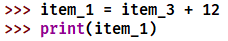 >>> item_1 = item_3 + 12
>>> print(item_1)